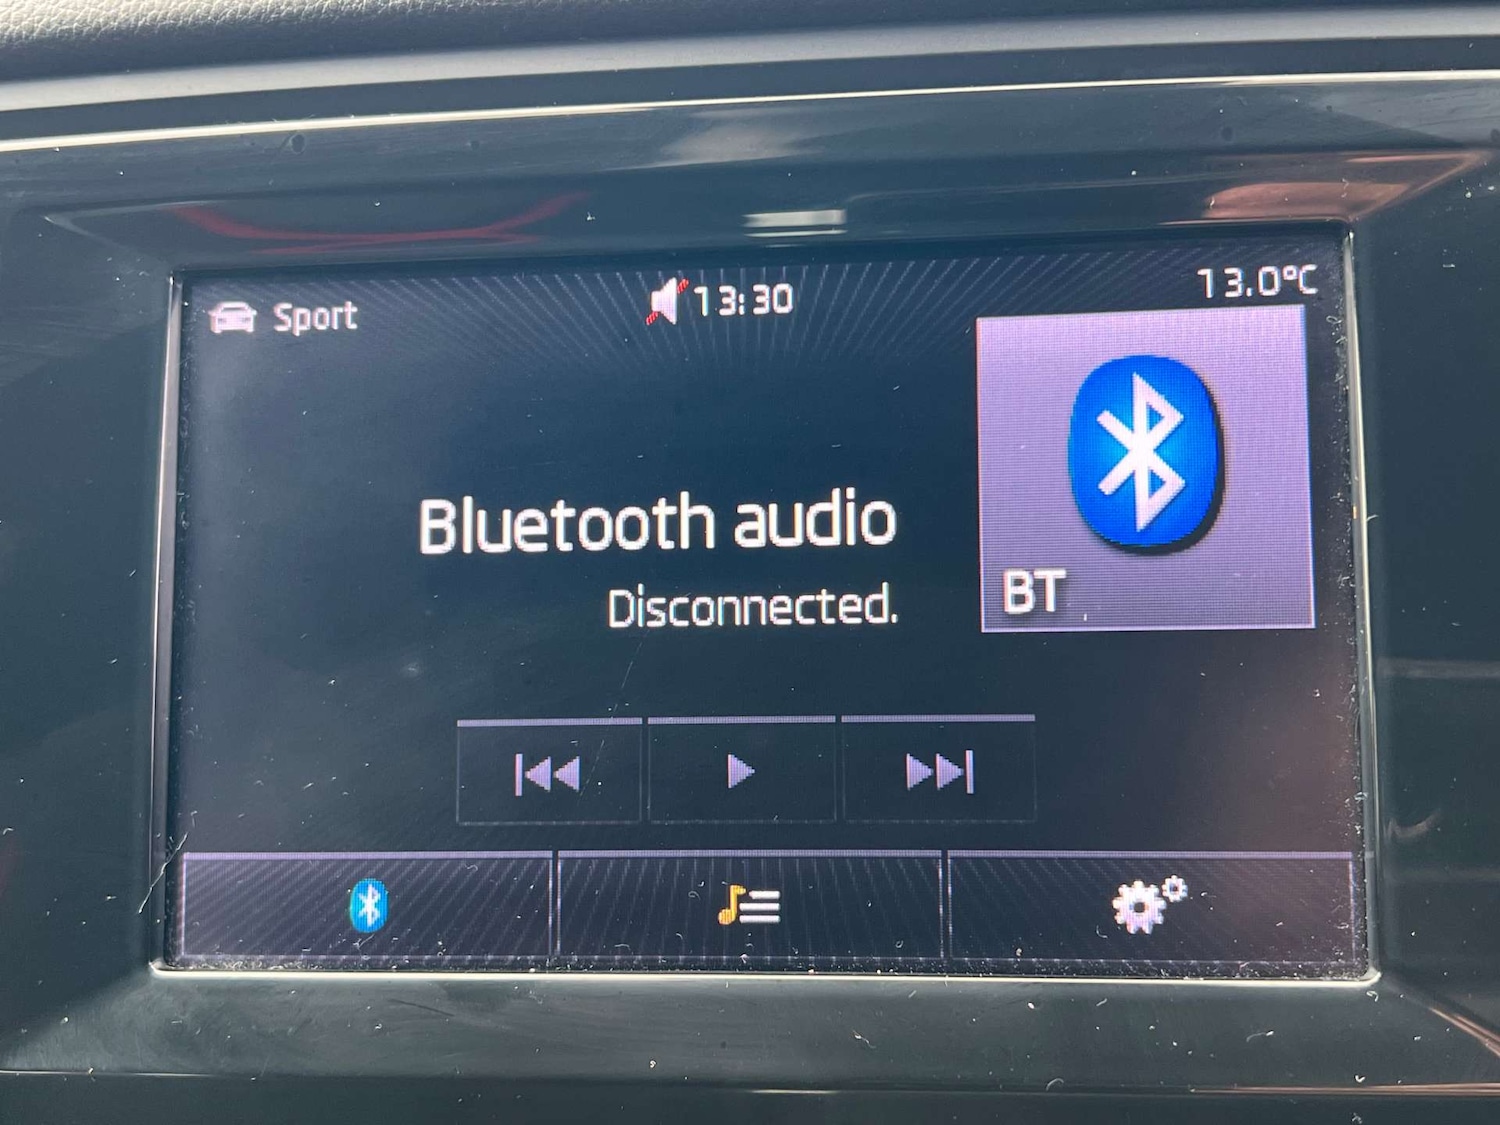 Sport
13:30
13.0°C
Bluetooth audio
Disconnected.
BT